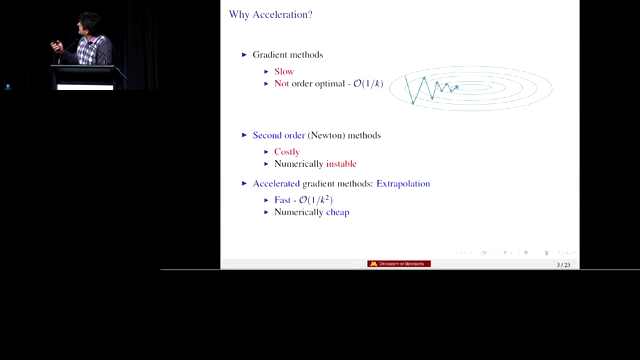 Why Acceleration?
Gradient methods
Slow
Not order optimal - O(1/k)
Second order (Newton) methods
Costly
Numerically instable
Accelerated gradient methods: Extrapolation
Fast - O(1/k²)
Numerically cheap
University of Minnesota
3 / 23